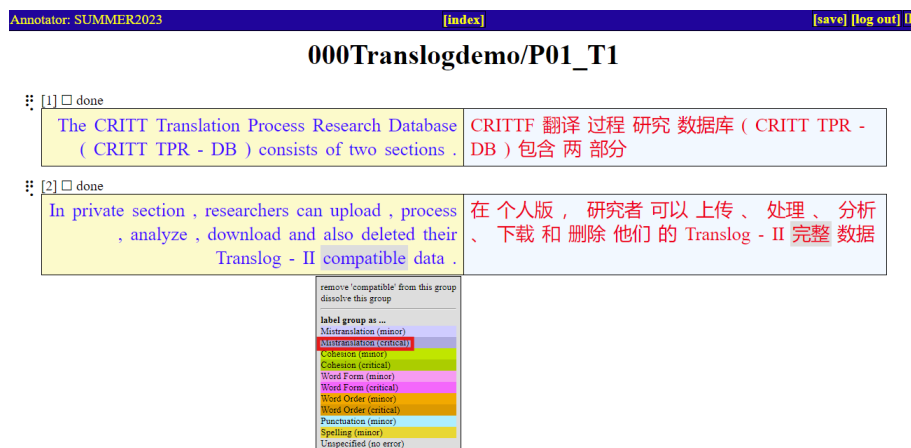 Annotator: SUMMER2023 [index] [save] [log out]
000Translogdemo/P01_T1
[1] done
The CRITT Translation Process Research Database
( CRITT TPR - DB ) consists of two sections .
CRITTF 翻译 过程 研究 数据库 ( CRITT TPR -
DB ) 包含 两 部分
[2] done
In private section , researchers can upload , process
, analyze , download and also deleted their
Translog - II compatible data .
在 个人版 ， 研究者 可以 上传 、 处理 、 分析
、 下载 和 删除 他们 的 Translog - II 完整 数据
remove 'compatible' from this group
dissolve this group
label group as ...
Mistranslation (minor)
Mistranslation (critical)
Cohesion (minor)
Cohesion (critical)
Word Form (minor)
Word Form (critical)
Word Order (minor)
Word Order (critical)
Punctuation (minor)
Spelling (minor)
Unspecified (no error)